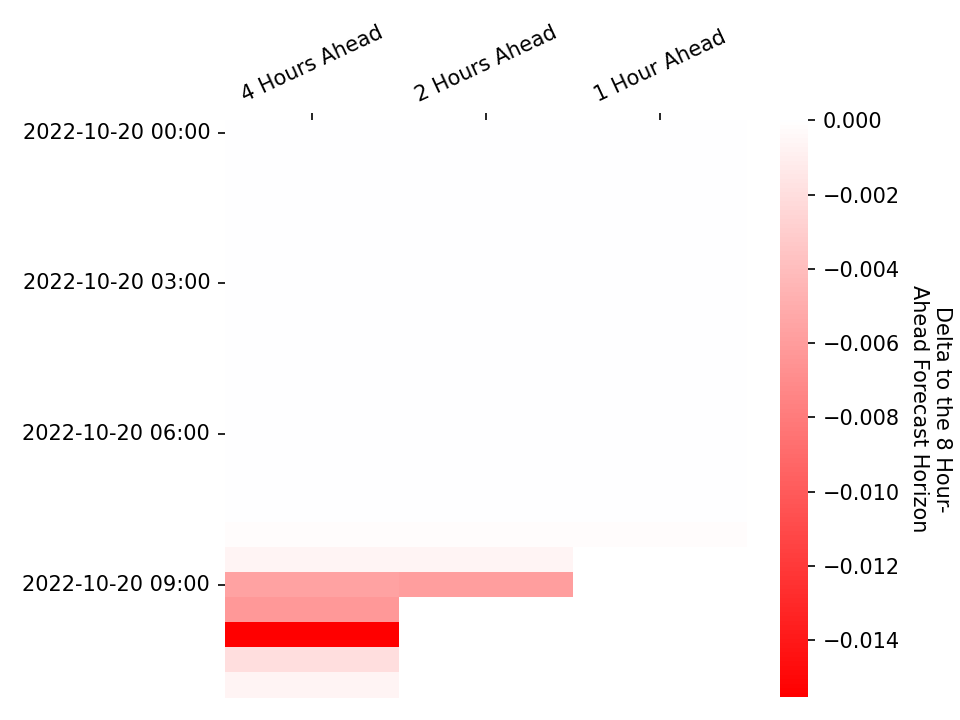 4 Hours Ahead
2 Hours Ahead
1 Hour Ahead
2022-10-20 00:00
2022-10-20 03:00
2022-10-20 06:00
2022-10-20 09:00
0.000
−0.002
−0.004
−0.006
−0.008
−0.010
−0.012
−0.014
Delta to the 8 Hour-
Ahead Forecast Horizon